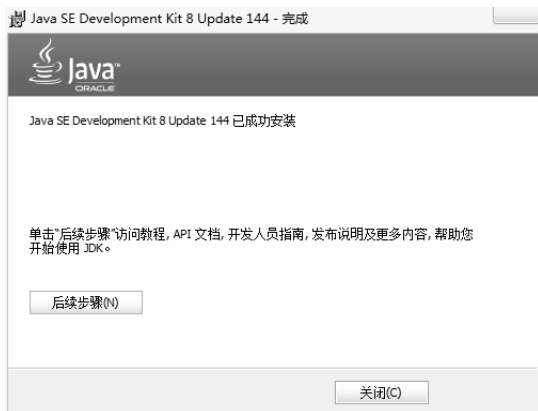 Java SE Development Kit 8 Update 144 - 完成
Java™
ORACLE
Java SE Development Kit 8 Update 144 已成功安装
单击"后续步骤"访问教程, API 文档, 开发人员指南, 发布说明及更多内容, 帮助您
开始使用 JDK。
后续步骤(N)
关闭(C)